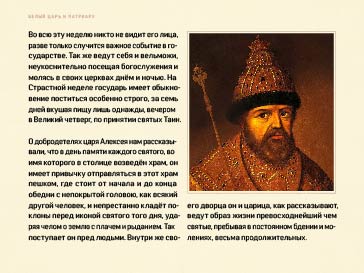 БЕЛЫЙ ЦАРЬ И ПАТРИАРХ
Во всю эту неделю никто не видит его лица,
разве только случится важное событие в го-
сударстве. Так же ведут себя и вельможи,
неукоснительно посещая богослужения и
молясь в своих церквах днём и ночью. На
Страстной неделе государь имеет обыкно-
вение поститься особенно строго, за семь
дней вкушая пищу лишь однажды, вечером
в Великий четверг, по принятии святых Таин.
О добродетелях царя Алексея нам рассказы-
вали, что в день памяти каждого святого, во
имя которого в столице возведён храм, он
имеет привычку отправляться в этот храм
пешком, где стоит от начала и до конца
обедни с непокрытой головою, как всякий
другой человек, и непрестанно кладёт по-
клоны перед иконой святого того дня, уда-
ряя челом о землю с плачем и рыданием. Так
поступает он пред людьми. Внутри же сво-
его дворца он и царица, как рассказывают,
ведут образ жизни превосходнейший чем
святые, пребывая в постоянном бдении и мо-
лениях, весьма продолжительных.